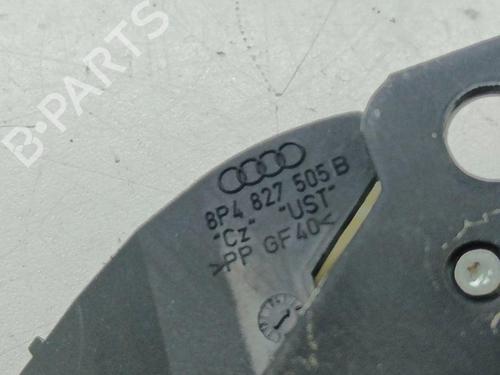 B-PARTS
8P4 827 505 B
"Cz" "UST"
>PP GF40<